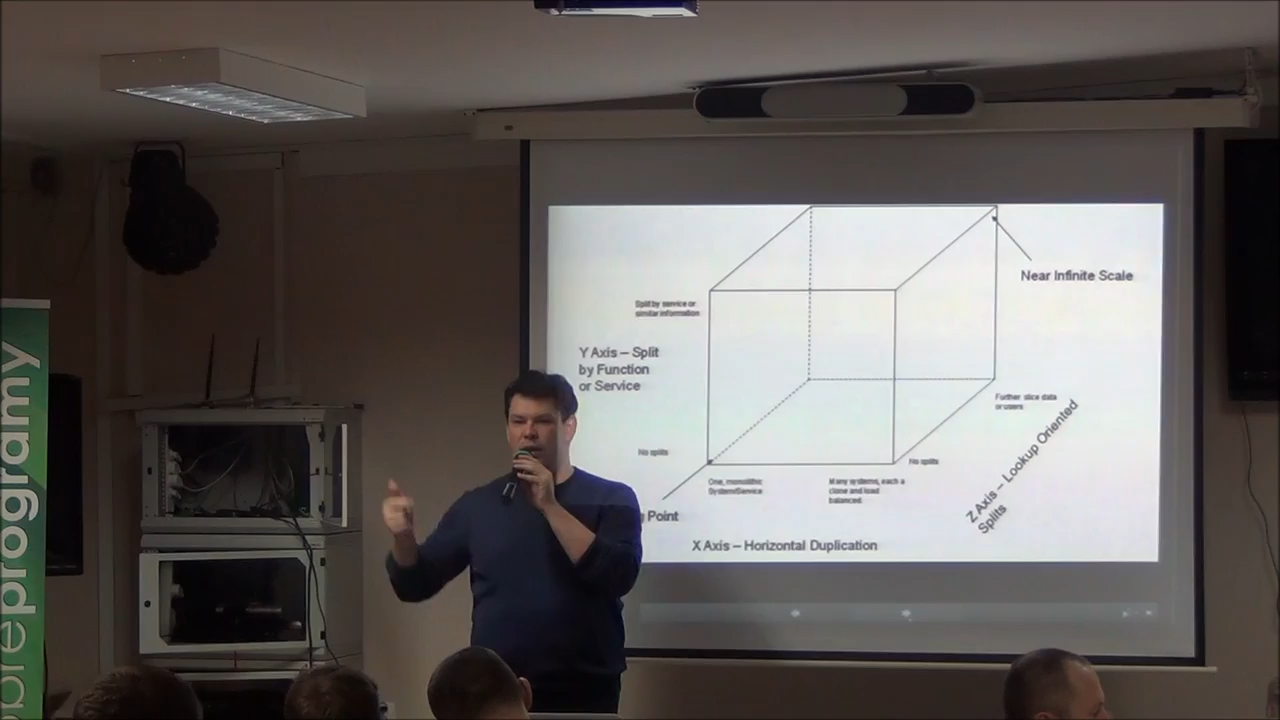 Near Infinite Scale
Split by service or
similar information
Y Axis – Split
by Function
or Service
Further slice data
or users
Z Axis – Lookup Oriented
Splits
No splits
No splits
One, monolithic
System/Service
Many systems, each a
clone and load
balanced.
Point
X Axis – Horizontal Duplication
programy